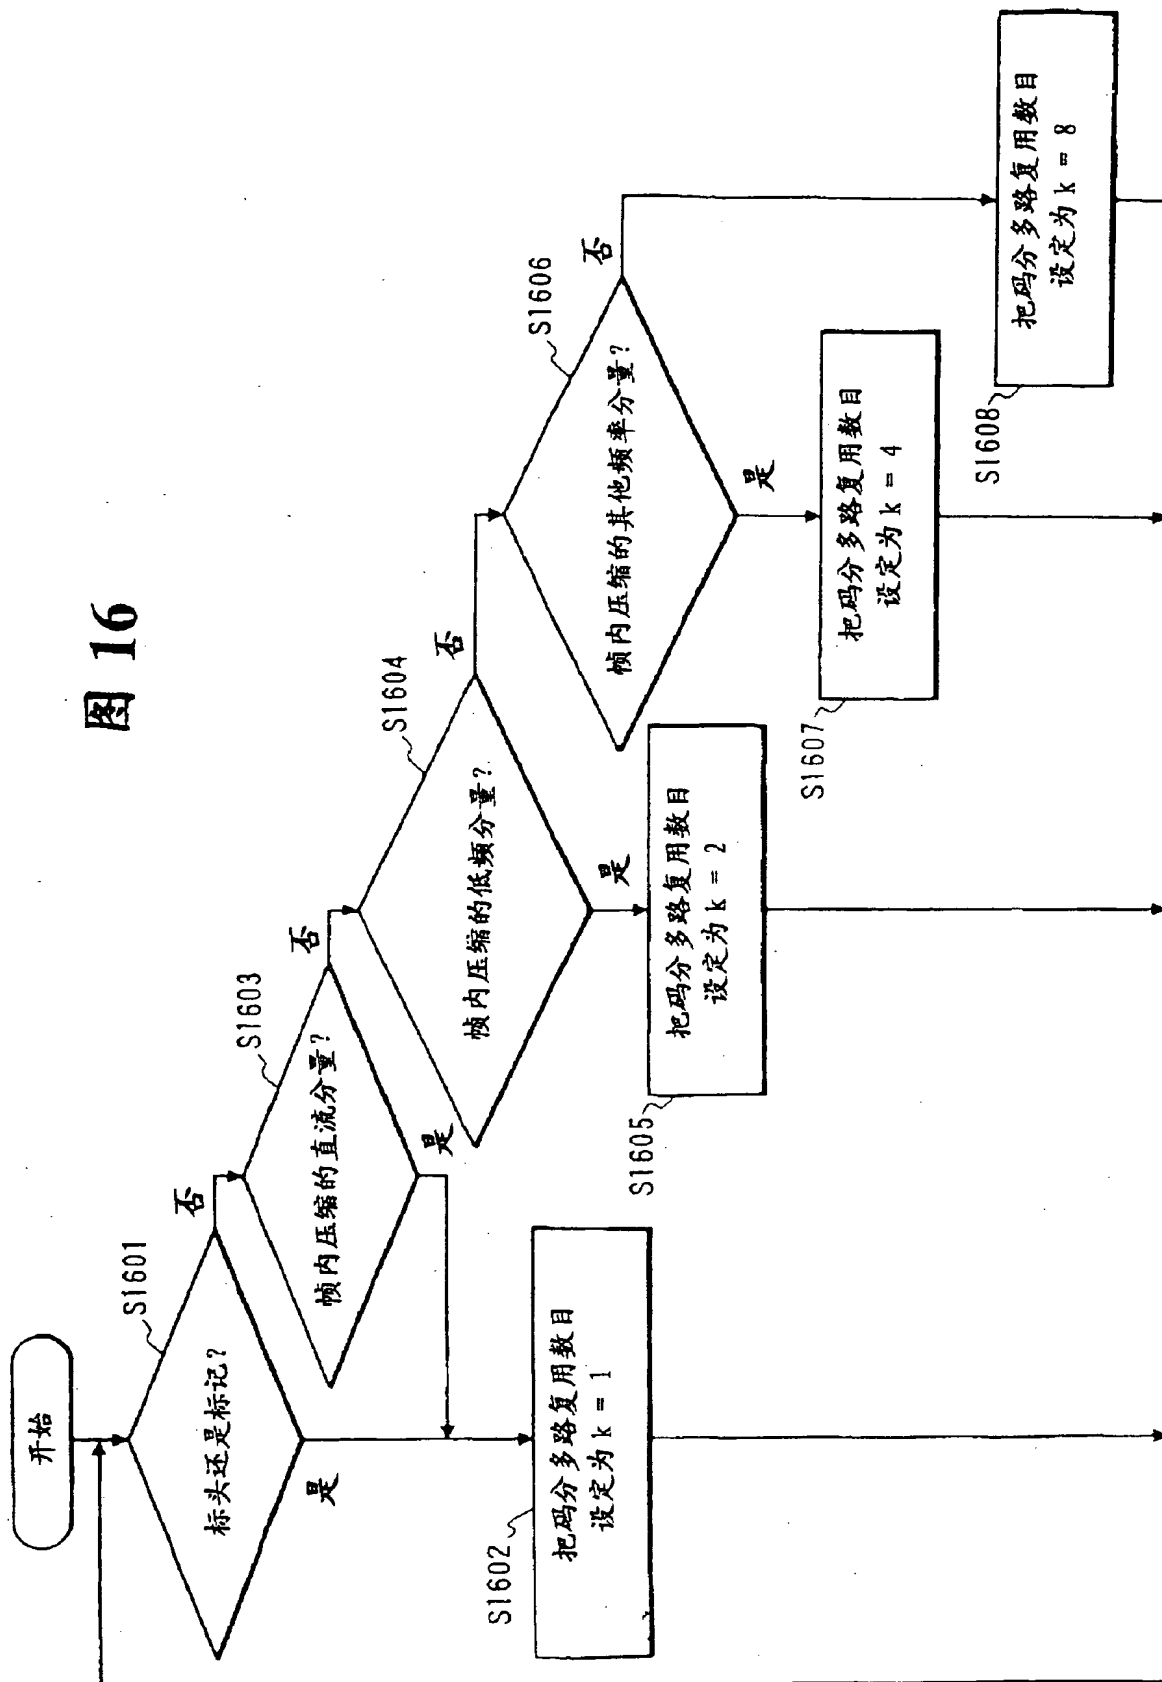 图 16
开始
标头还是标记?
S1601
否
是
帧内压缩的直流分量?
S1603
否
是
把码分多路复用数目
设定为 k = 1
S1602
帧内压缩的低频分量?
S1604
否
是
把码分多路复用数目
设定为 k = 2
S1605
帧内压缩的其他频率分量?
S1606
否
是
把码分多路复用数目
设定为 k = 4
S1607
把码分多路复用数目
设定为 k = 8
S1608